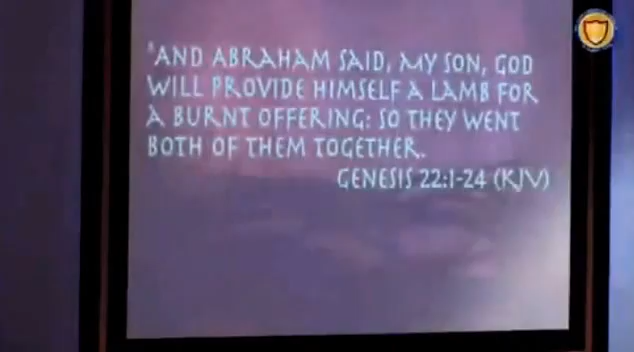 "AND ABRAHAM SAID, MY SON, GOD
WILL PROVIDE HIMSELF A LAMB FOR
A BURNT OFFERING: SO THEY WENT
BOTH OF THEM TOGETHER.
GENESIS 22:1-24 (KJV)